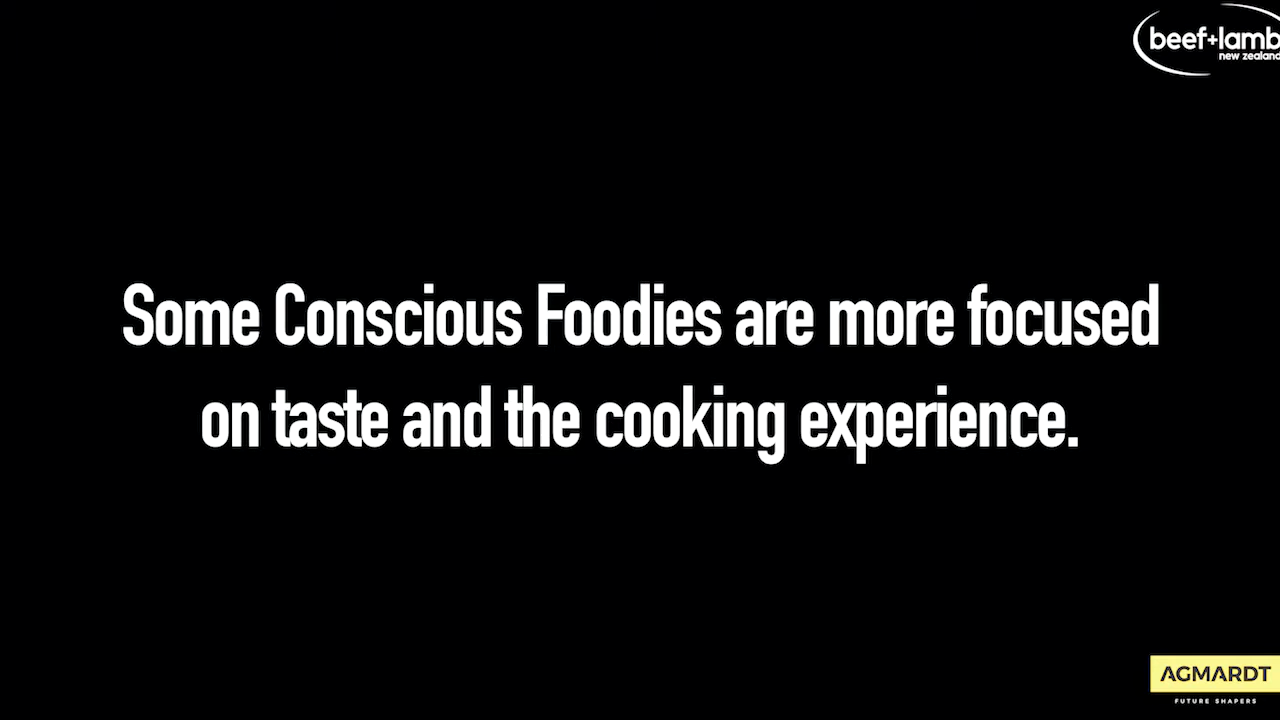 beef+lamb
new zealand
Some Conscious Foodies are more focused
on taste and the cooking experience.
AGMARDT
FUTURE SHAPERS